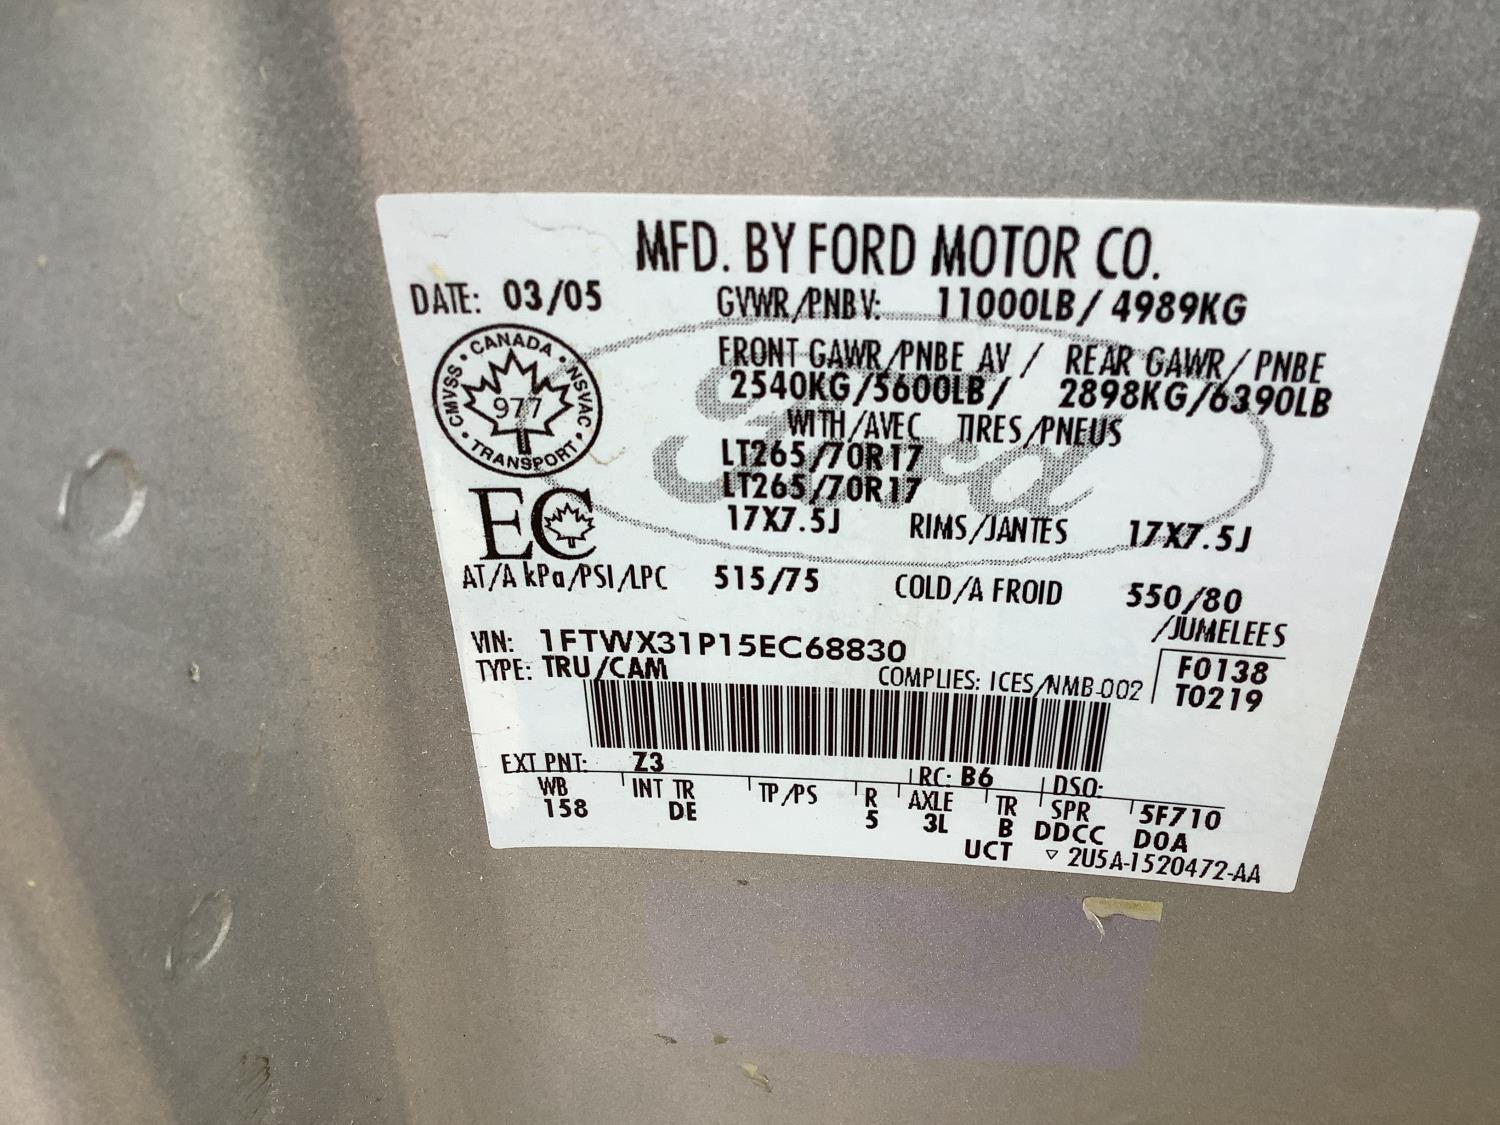 MFD. BY FORD MOTOR CO.
DATE: 03/05
GVWR/PNBV: 11000LB/ 4989KG
FRONT GAWR/PNBE AV / REAR GAWR/ PNBE
2540KG/5600LB/ 2898KG/6390LB
WITH/AVEC TIRES/PNEUS
LT265/70R17
LT265/70R17
17X7.5J RIMS/JANTES 17X7.5J
CANADA
CMVSS • NSVAC
977
TRANSPORT
Ford
EC
AT/A kPa/PSI/LPC 515/75 COLD/A FROID 550/80
/JUMELEES
VIN: 1FTWX31P15EC68830
TYPE: TRU/CAM
COMPLIES: ICES/NMB-002
F0138
T0219
EXT PNT: Z3 RC: B6 DSO:
WB INT TR TP/PS R AXLE TR SPR 5F710
158 DE 5 3L B DDCC D0A
UCT ▽ 2U5A-1520472-AA